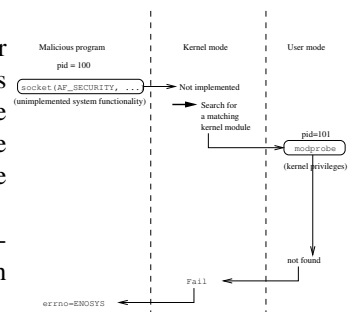 r
s
e
e
e
-
n
Malicious program
Kernel mode
User mode
pid = 100
socket(AF_SECURITY, ...
(unimplemented system functionality)
Not implemented
Search for
a matching
kernel module
pid=101
modprobe
(kernel privileges)
not found
Fail
errno=ENOSYS